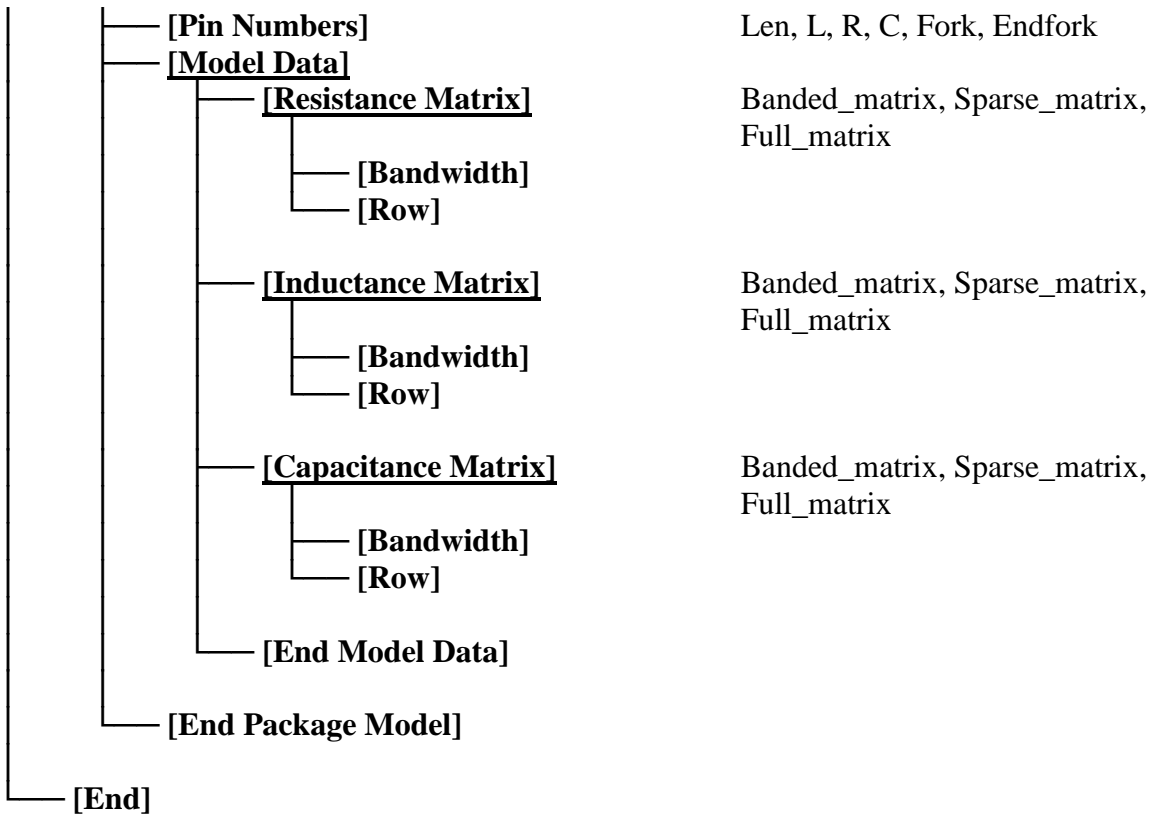 [Pin Numbers] Len, L, R, C, Fork, Endfork
[Model Data]
[Resistance Matrix] Banded_matrix, Sparse_matrix,
Full_matrix
[Bandwidth]
[Row]
[Inductance Matrix] Banded_matrix, Sparse_matrix,
Full_matrix
[Bandwidth]
[Row]
[Capacitance Matrix] Banded_matrix, Sparse_matrix,
Full_matrix
[Bandwidth]
[Row]
[End Model Data]
[End Package Model]
[End]